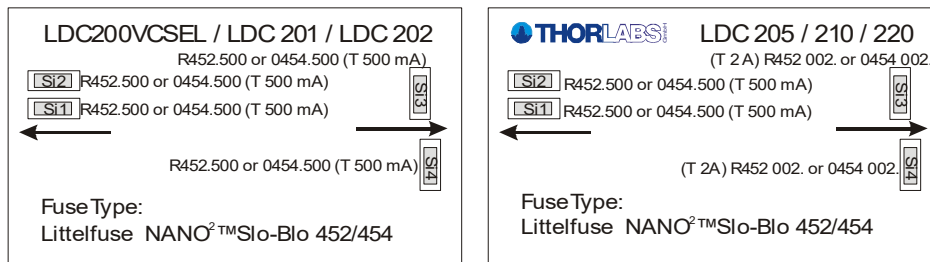 LDC200VCSEL / LDC 201 / LDC 202
R452.500 or 0454.500 (T 500 mA)
Si2 R452.500 or 0454.500 (T 500 mA)
Si3
Si1 R452.500 or 0454.500 (T 500 mA)
R452.500 or 0454.500 (T 500 mA) Si4
Fuse Type:
Littelfuse NANO²™Slo-Blo 452/454
THORLABS GmbH LDC 205 / 210 / 220
(T 2 A) R452 002. or 0454 002.
Si2 R452.500 or 0454.500 (T 500 mA)
Si3
Si1 R452.500 or 0454.500 (T 500 mA)
(T 2A) R452 002. or 0454 002. Si4
Fuse Type:
Littelfuse NANO²™Slo-Blo 452/454